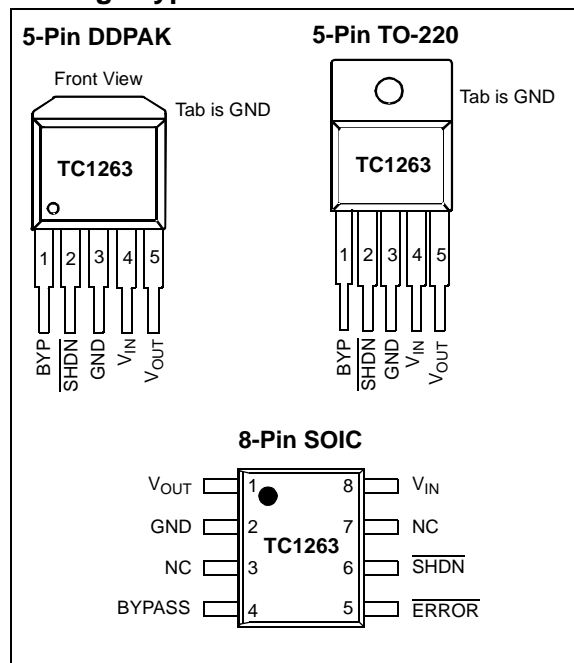 5-Pin DDPAK
Front View
Tab is GND
TC1263
1 2 3 4 5
BYP
SHDN
GND
VIN
VOUT
5-Pin TO-220
Tab is GND
TC1263
1 2 3 4 5
BYP
SHDN
GND
VIN
VOUT
8-Pin SOIC
VOUT 1 8 VIN
GND 2 7 NC
TC1263
NC 3 6 SHDN
BYPASS 4 5 ERROR